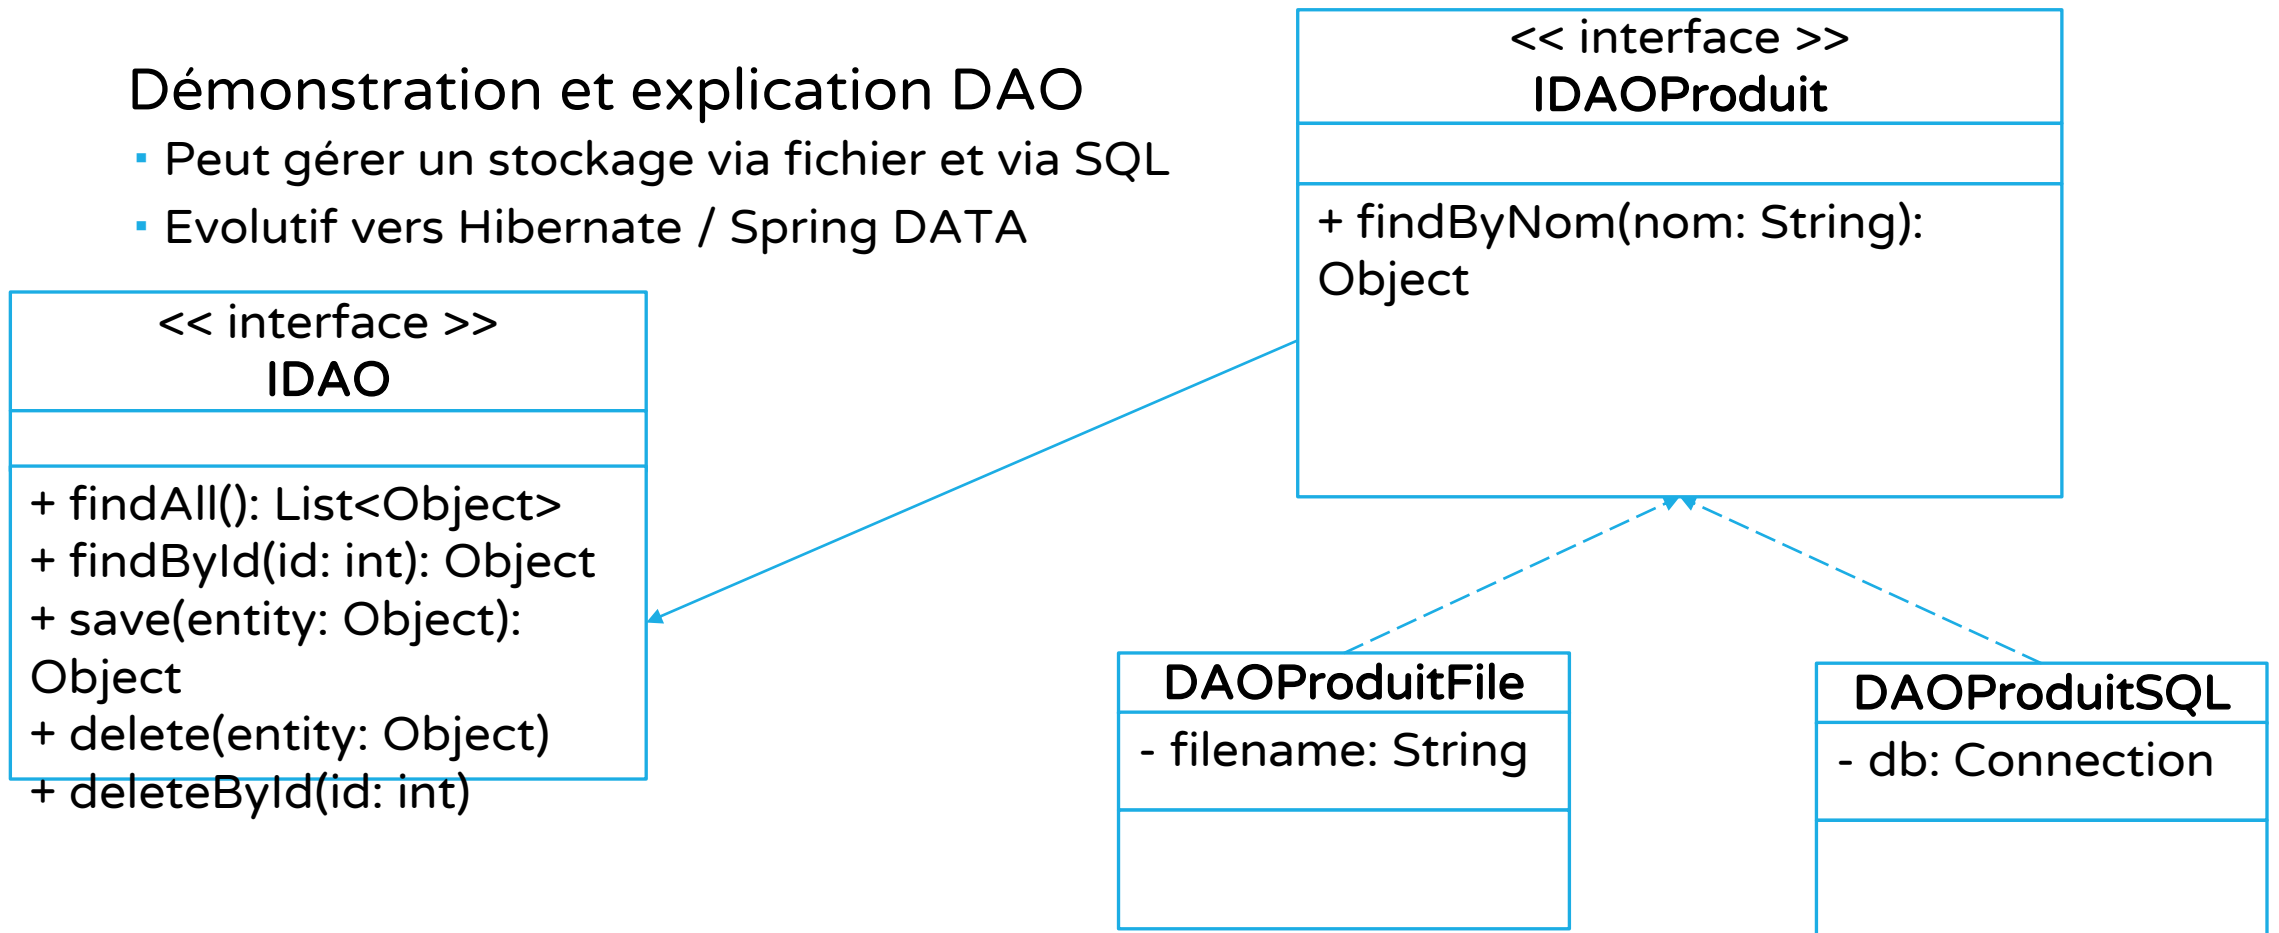 Démonstration et explication DAO
▪ Peut gérer un stockage via fichier et via SQL
▪ Evolutif vers Hibernate / Spring DATA
<< interface >>
IDAOProduit
+ findByNom(nom: String):
Object
<< interface >>
IDAO
+ findAll(): List<Object>
+ findById(id: int): Object
+ save(entity: Object):
Object
+ delete(entity: Object)
+ deleteById(id: int)
DAOProduitFile
- filename: String
DAOProduitSQL
- db: Connection